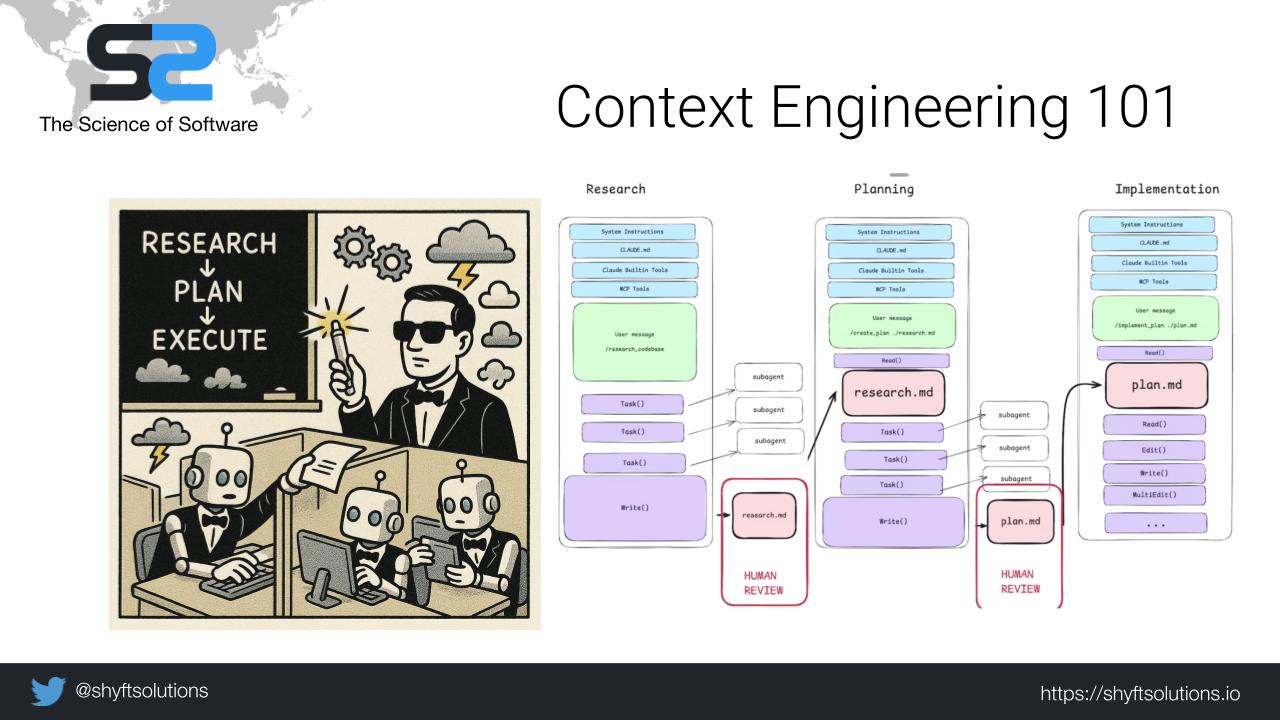 S2
The Science of Software
Context Engineering 101
RESEARCH
↓
PLAN
↓
EXECUTE
Research
System Instructions
CLAUDE.md
Claude Builtin Tools
MCP Tools
User message
/research_codebase
Task()
Task()
Task()
Write()
subagent
subagent
subagent
research.md
HUMAN
REVIEW
Planning
System Instructions
CLAUDE.md
Claude Builtin Tools
MCP Tools
User message
/create_plan ./research.md
Read()
research.md
Task()
Task()
Task()
Write()
subagent
subagent
subagent
plan.md
HUMAN
REVIEW
Implementation
System Instructions
CLAUDE.md
Claude Builtin Tools
MCP Tools
User message
/implement_plan ./plan.md
Read()
plan.md
Read()
Edit()
Write()
MultiEdit()
...
@shyftsolutions
https://shyftsolutions.io